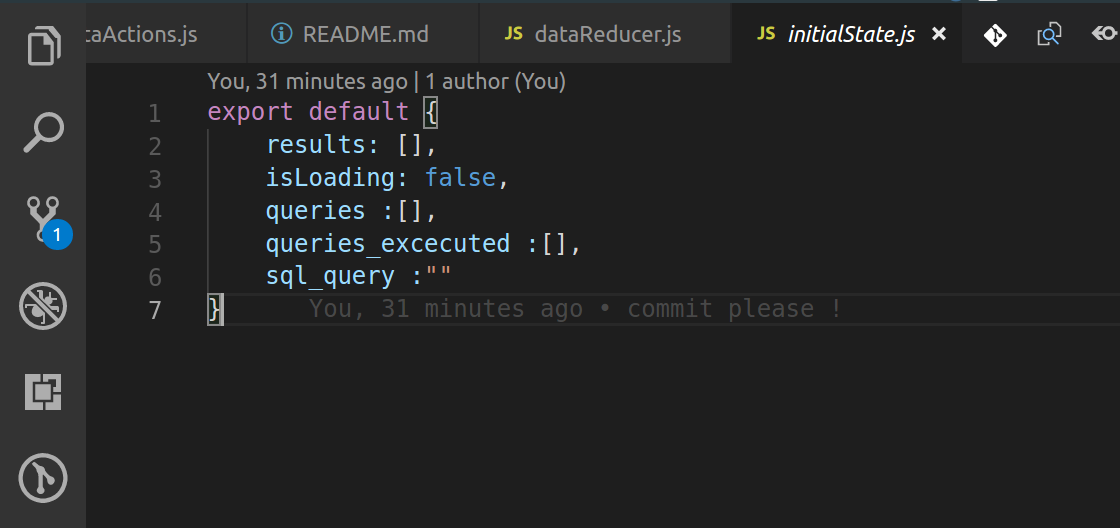 taActions.js README.md JS dataReducer.js JS initialState.js
You, 31 minutes ago | 1 author (You)
1 export default {
2 results: [],
3 isLoading: false,
4 queries :[],
5 queries_excecuted :[],
6 sql_query :""
7 } You, 31 minutes ago • commit please !
1